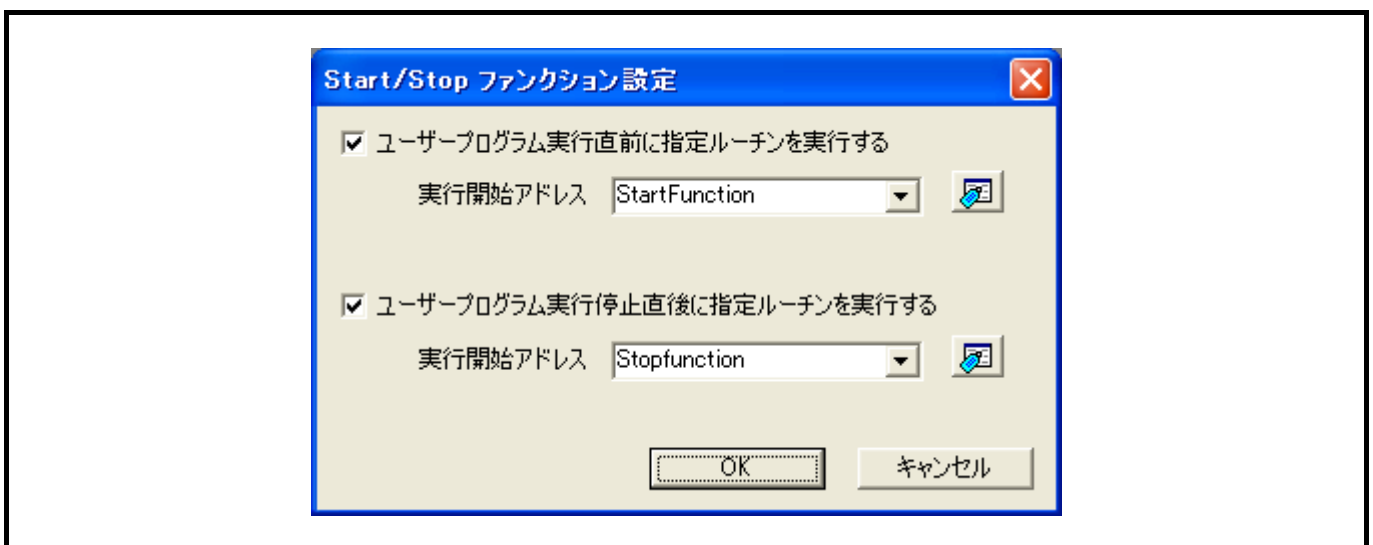 Start/Stop ファンクション設定
ユーザープログラム実行直前に指定ルーチンを実行する
実行開始アドレス StartFunction
ユーザープログラム実行停止直後に指定ルーチンを実行する
実行開始アドレス Stopfunction
OK キャンセル